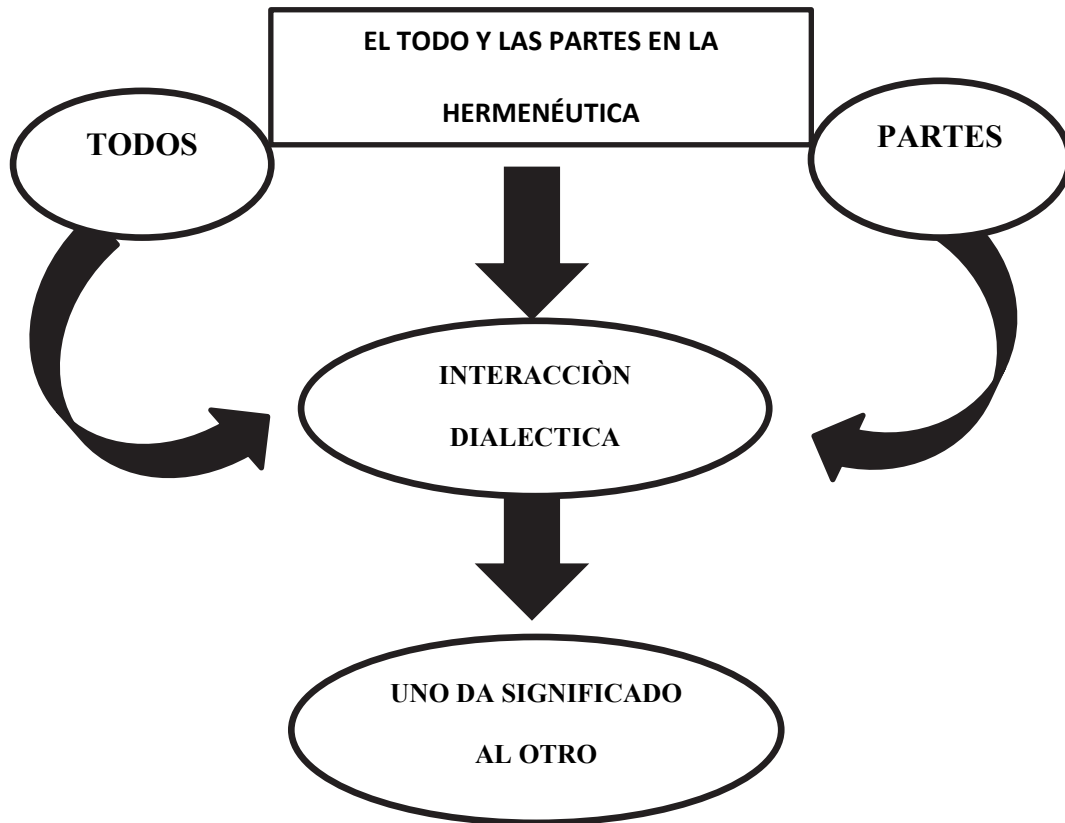 EL TODO Y LAS PARTES EN LA
HERMENÉUTICA
TODOS
PARTES
INTERACCIÒN
DIALECTICA
UNO DA SIGNIFICADO
AL OTRO